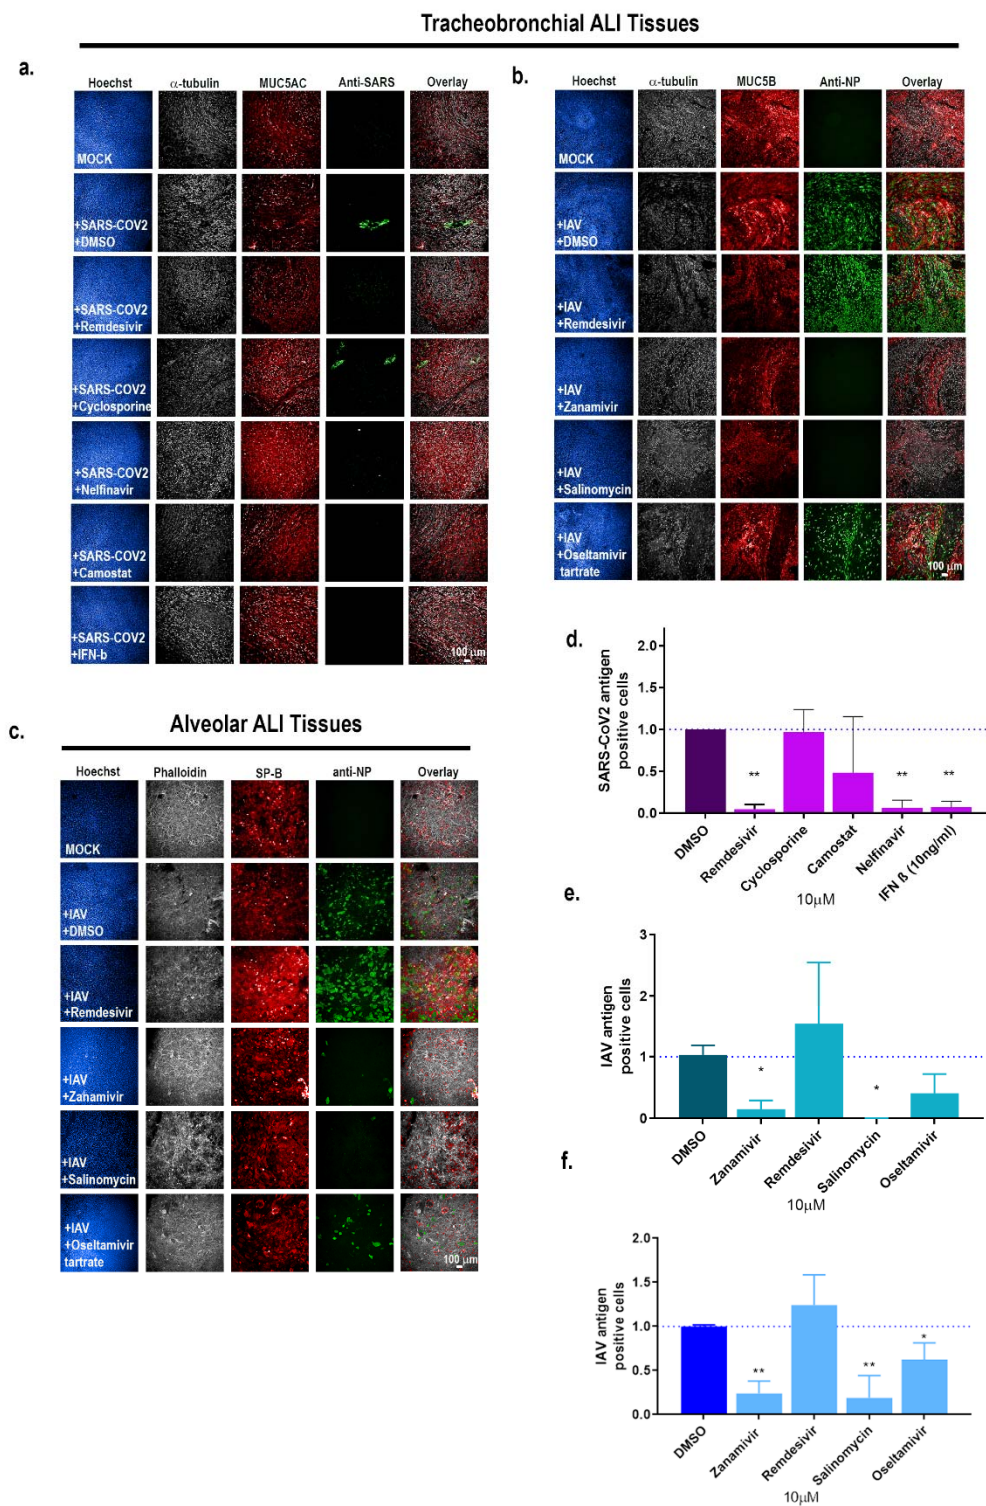 Tracheobronchial ALI Tissues
a.
Hoechst α-tubulin MUC5AC Anti-SARS Overlay
MOCK
+SARS-COV2
+DMSO
+SARS-COV2
+Remdesivir
+SARS-COV2
+Cyclosporine
+SARS-COV2
+Nelfinavir
+SARS-COV2
+Camostat
+SARS-COV2
+IFN-b
100 µm
b.
Hoechst α-tubulin MUC5B Anti-NP Overlay
MOCK
+IAV
+DMSO
+IAV
+Remdesivir
+IAV
+Zanamivir
+IAV
+Salinomycin
+IAV
+Oseltamivir
tartrate
100 µm
c.
Alveolar ALI Tissues
Hoechst Phalloidin SP-B anti-NP Overlay
MOCK
+IAV
+DMSO
+IAV
+Remdesivir
+IAV
+Zanamivir
+IAV
+Salinomycin
+IAV
+Oseltamivir
tartrate
100 µm
d.
SARS-CoV2 antigen
positive cells
2.0
1.5
1.0
0.5
0.0
** ** **
DMSO
Remdesivir
Cyclosporine
Camostat
Nelfinavir
IFN ß (10ng/ml)
10µM
e.
IAV antigen
positive cells
3
2
1
0
* *
DMSO
Zanamivir
Remdesivir
Salinomycin
Oseltamivir
10µM
f.
IAV antigen
positive cells
2.0
1.5
1.0
0.5
0.0
** ** *
DMSO
Zanamivir
Remdesivir
Salinomycin
Oseltamivir
10µM